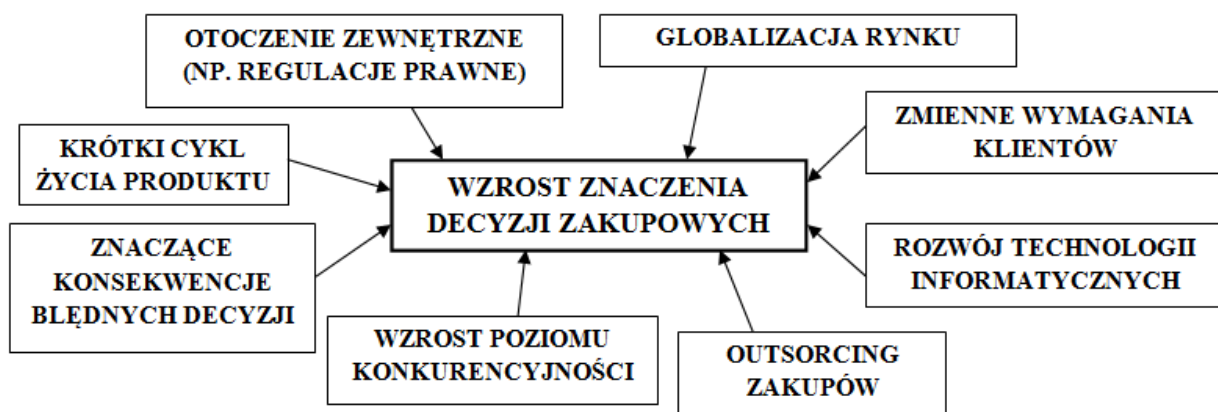 OTOCZENIE ZEWNĘTRZNE
(NP. REGULACJE PRAWNE)
GLOBALIZACJA RYNKU
ZMIENNE WYMAGANIA
KLIENTÓW
KRÓTKI CYKL
ŻYCIA PRODUKTU
WZROST ZNACZENIA
DECYZJI ZAKUPOWYCH
ZNACZĄCE
KONSEKWENCJE
BŁĘDNYCH DECYZJI
ROZWÓJ TECHNOLOGII
INFORMATYCZNYCH
WZROST POZIOMU
KONKURENCYJNOŚCI
OUTSORCING
ZAKUPÓW